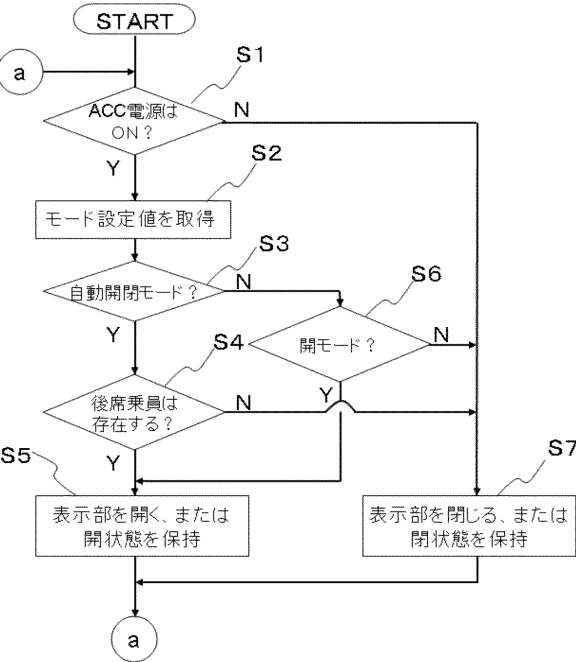 START
a
S1
ACC電源は
ON？
N
Y
S2
モード設定値を取得
S3
自動開閉モード？
N
Y
S6
開モード？
N
Y
S4
後席乗員は
存在する？
N
Y
S5
表示部を開く、または
開状態を保持
S7
表示部を閉じる、または
閉状態を保持
a